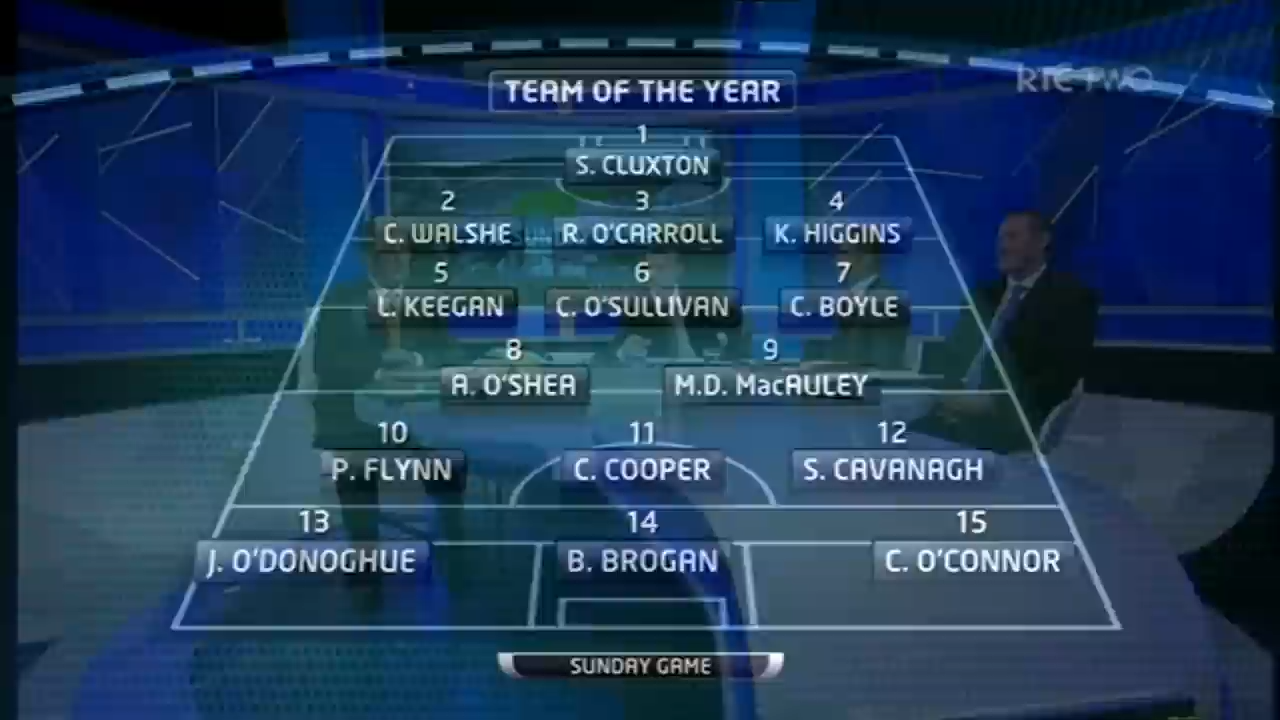 TEAM OF THE YEAR
RTÉ TWO
1
S. CLUXTON
2 3 4
C. WALSHE R. O'CARROLL K. HIGGINS
5 6 7
L. KEEGAN C. O'SULLIVAN C. BOYLE
8 9
A. O'SHEA M.D. MacAULEY
10 11 12
P. FLYNN C. COOPER S. CAVANAGH
13 14 15
J. O'DONOGHUE B. BROGAN C. O'CONNOR
SUNDAY GAME